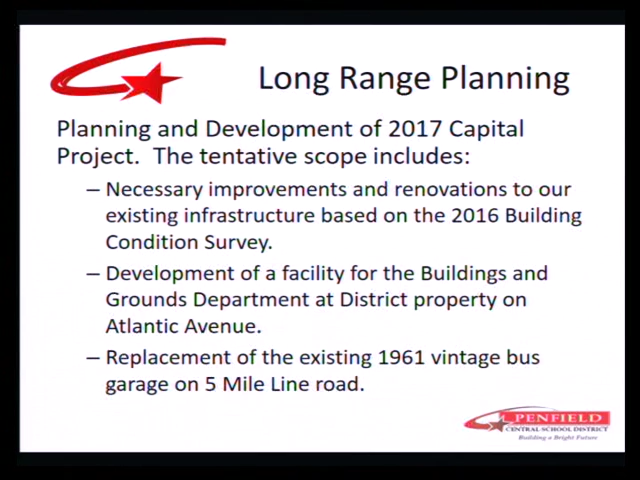 Long Range Planning
Planning and Development of 2017 Capital
Project.  The tentative scope includes:
– Necessary improvements and renovations to our
existing infrastructure based on the 2016 Building
Condition Survey.
– Development of a facility for the Buildings and
Grounds Department at District property on
Atlantic Avenue.
– Replacement of the existing 1961 vintage bus
garage on 5 Mile Line road.
PENFIELD
CENTRAL SCHOOL DISTRICT
Building a Bright Future